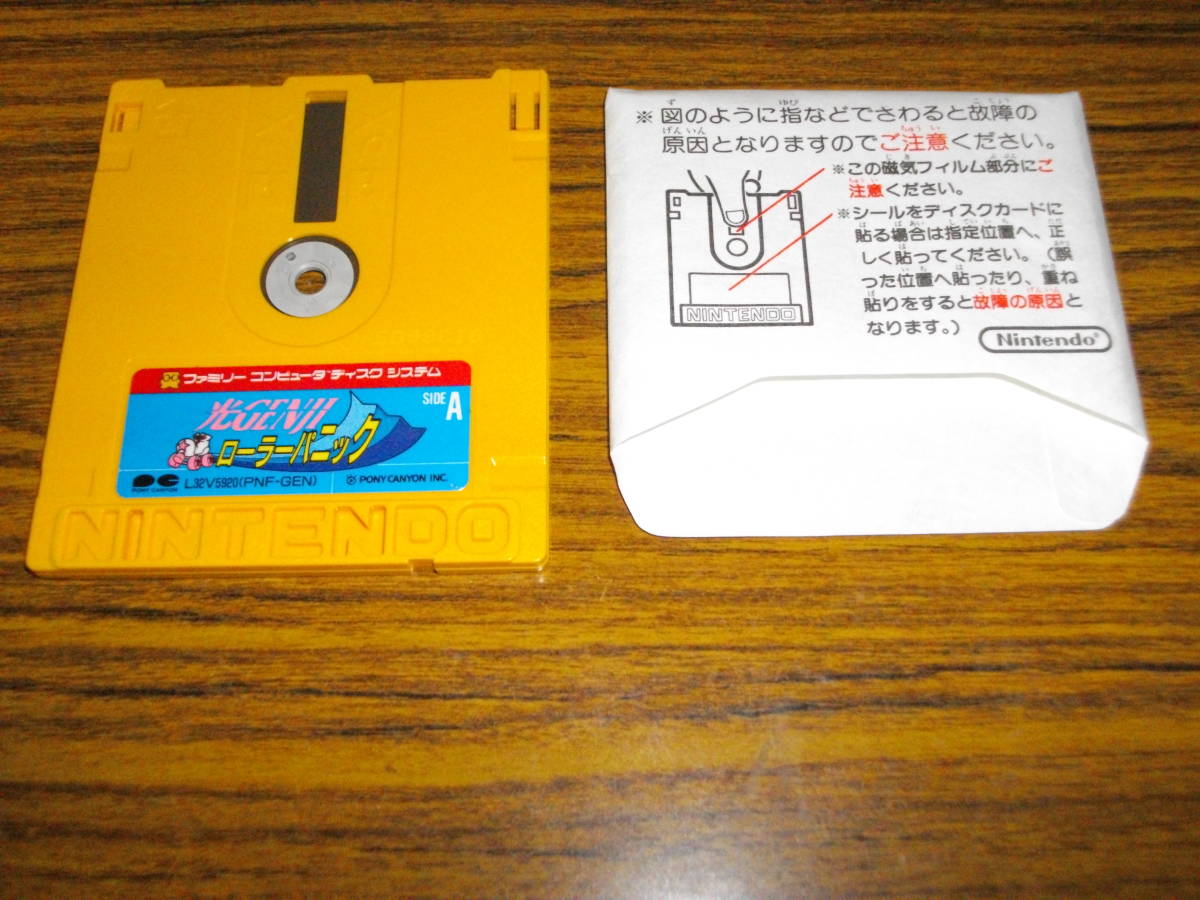 ファミリー コンピュータ ディスク システム
光GENJI
ローラーパニック
SIDE
A
PONY CANYON
L32V5920(PNF-GEN)
© PONY CANYON INC.
NINTENDO
※図のように指などでさわると故障の
原因となりますのでご注意ください。
※この磁気フィルム部分にご
注意ください。
※シールをディスクカードに
貼る場合は指定位置へ、正
しく貼ってください。(誤
った位置へ貼ったり、重ね
貼りをすると故障の原因と
なります。)
NINTENDO
Nintendo®